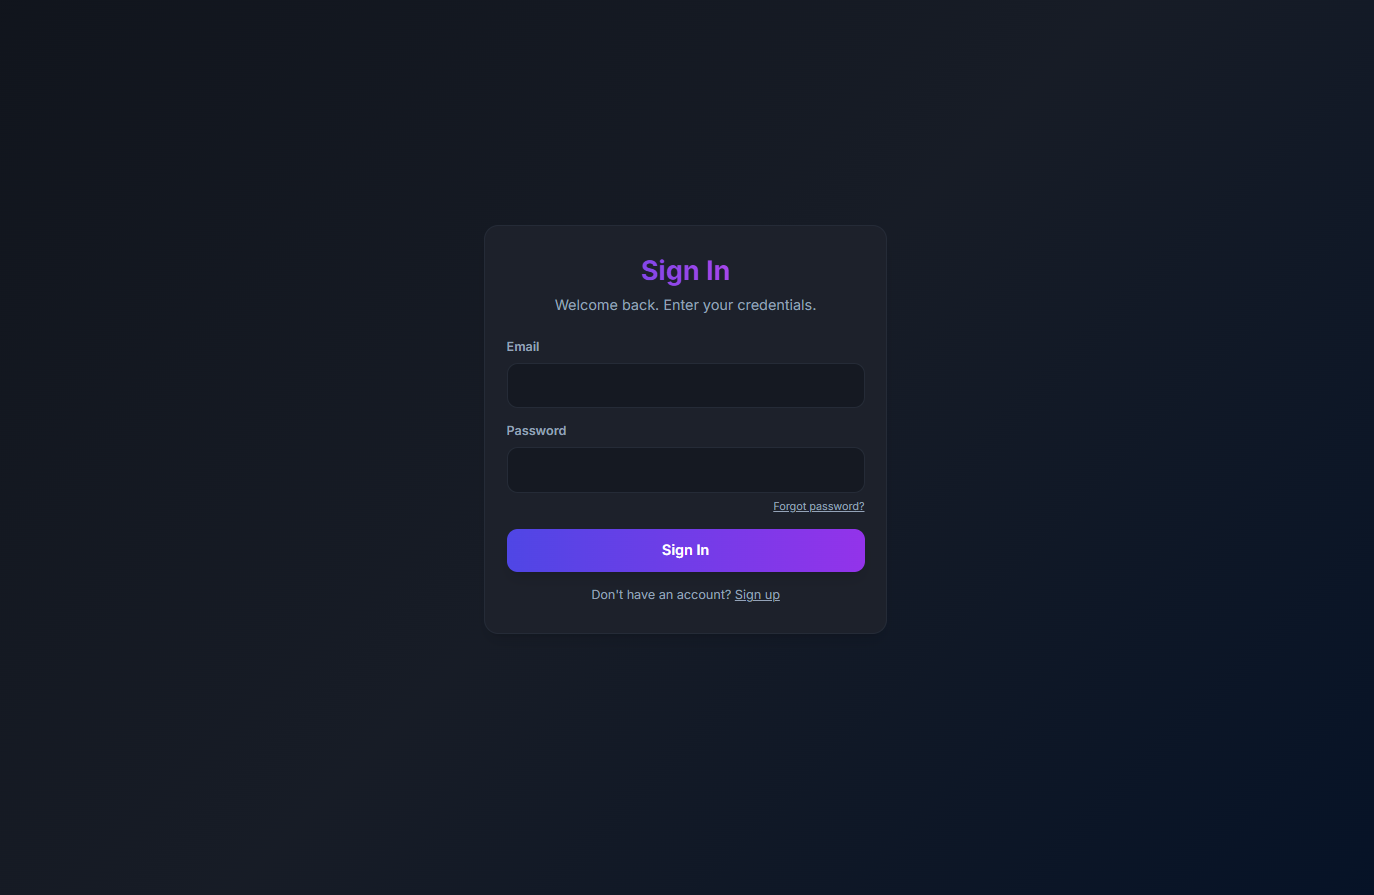 Sign In
Welcome back. Enter your credentials.
Email
Password
Forgot password?
Sign In
Don't have an account? Sign up